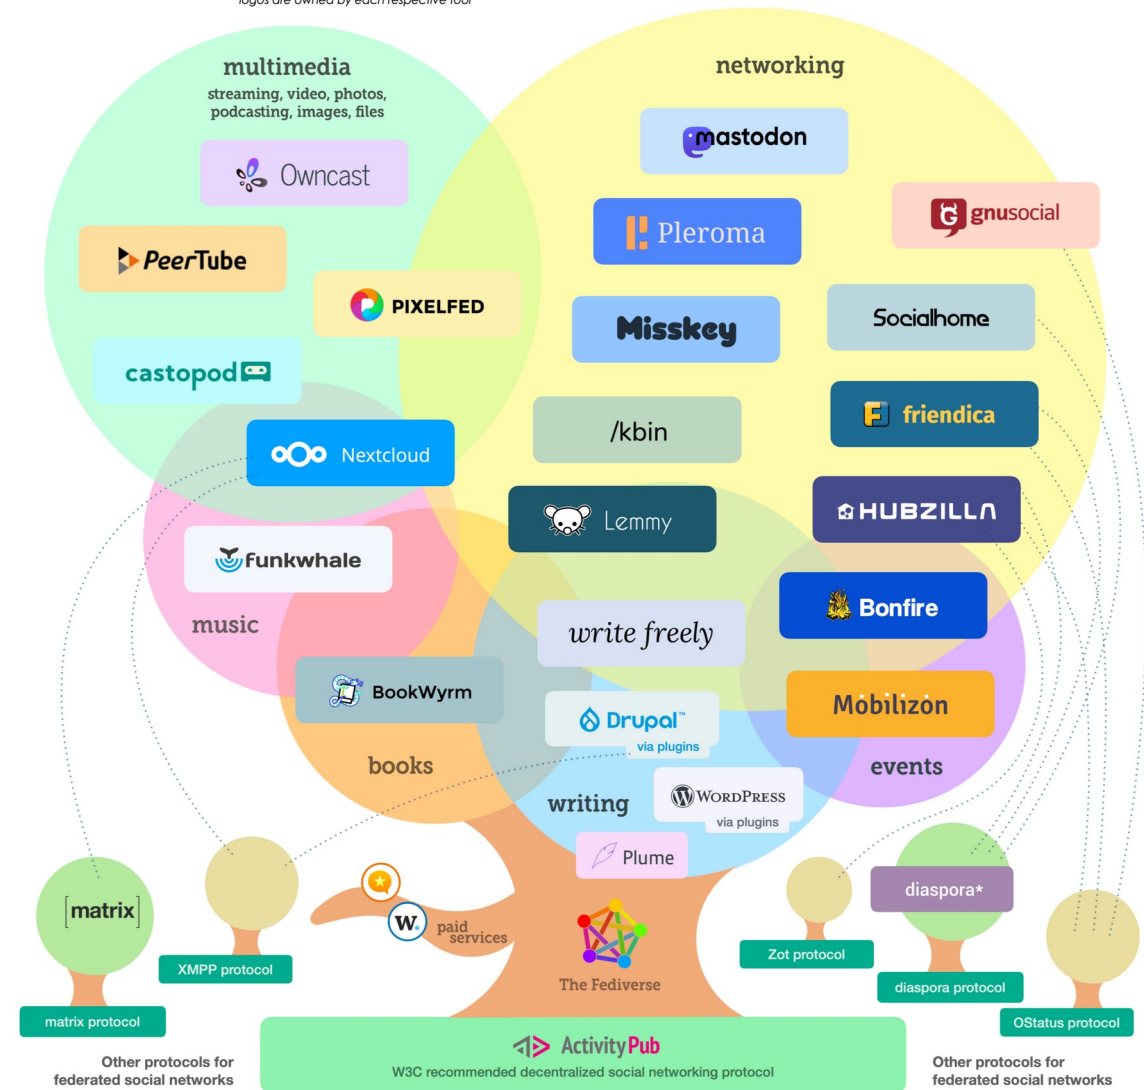 logos are owned by each respective tool
multimedia
streaming, video, photos,
podcasting, images, files
networking
mastodon
Owncast
gnusocial
Pleroma
PeerTube
PIXELFED
Socialhome
Misskey
castopod
friendica
/kbin
Nextcloud
HUBZILLA
Lemmy
funkwhale
Bonfire
music
write freely
BookWyrm
Mobilizon
Drupal™
via plugins
books
events
writing
WORDPRESS
via plugins
Plume
[matrix]
diaspora*
W.
paid
services
Zot protocol
XMPP protocol
The Fediverse
diaspora protocol
matrix protocol
OStatus protocol
ActivityPub
W3C recommended decentralized social networking protocol
Other protocols for
federated social networks
Other protocols for
federated social networks